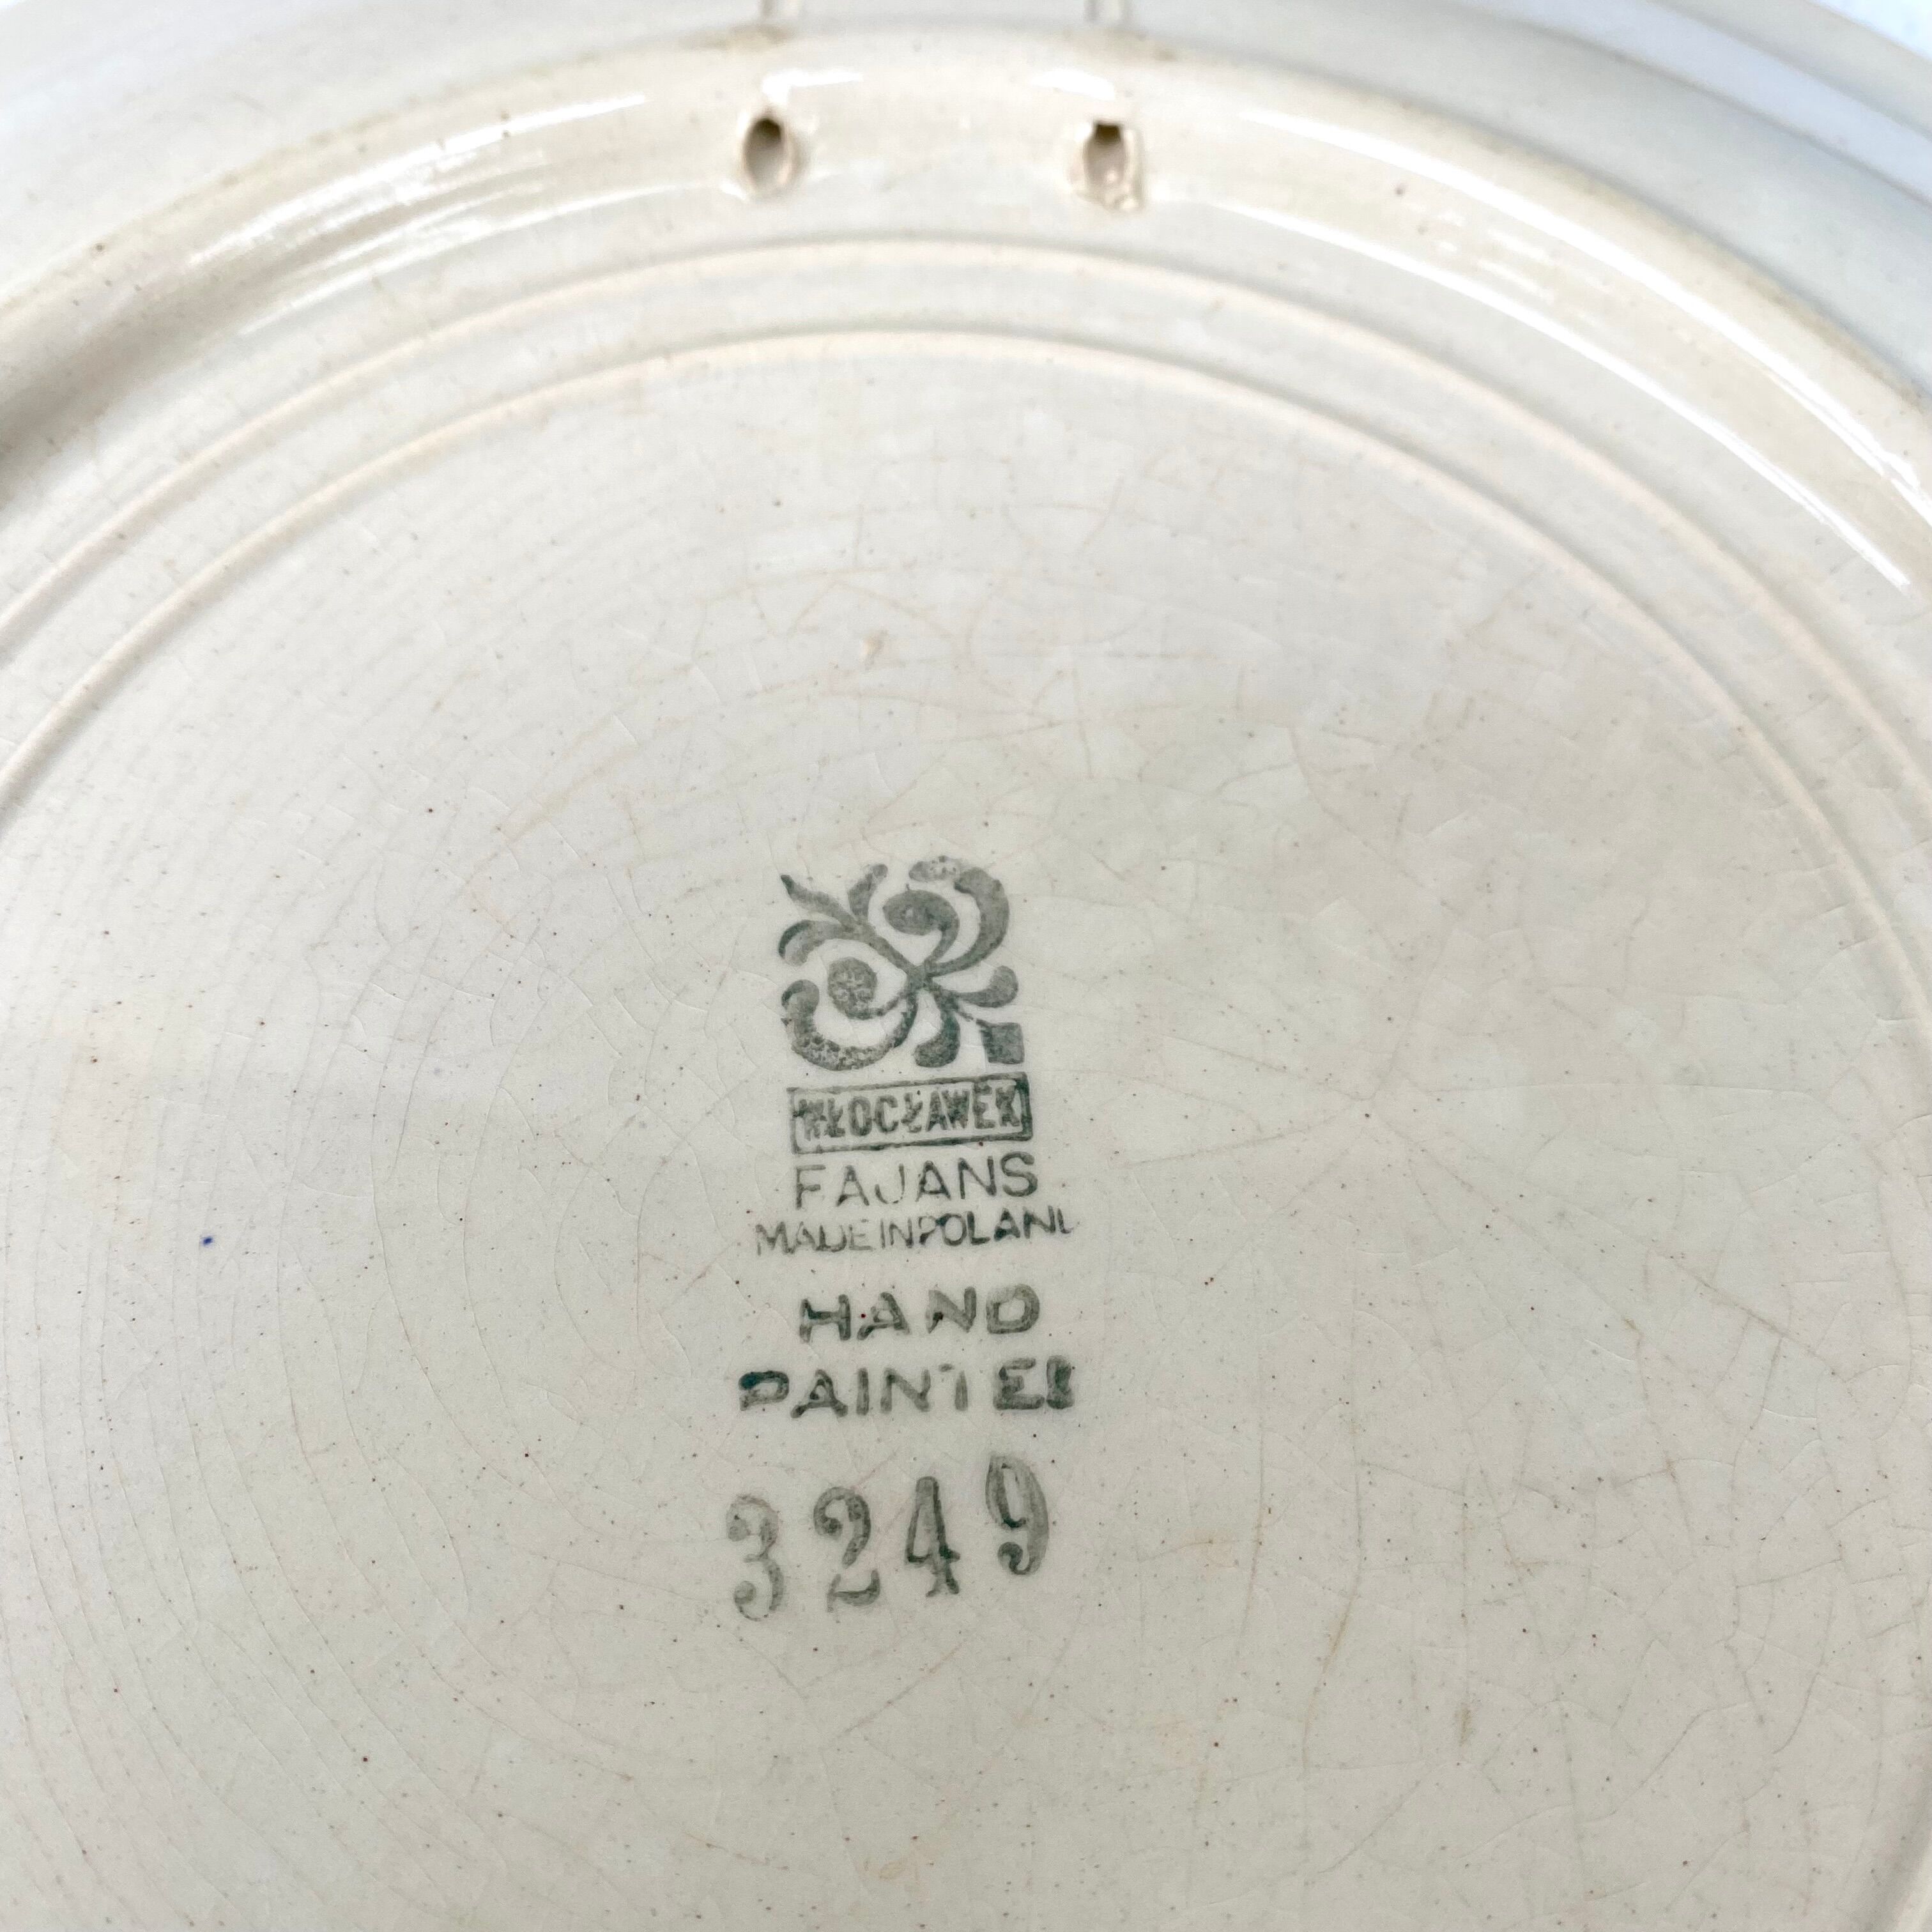 WŁOCŁAWEK
FAJANS
MADE IN POLAND
HAND
PAINTED
3249